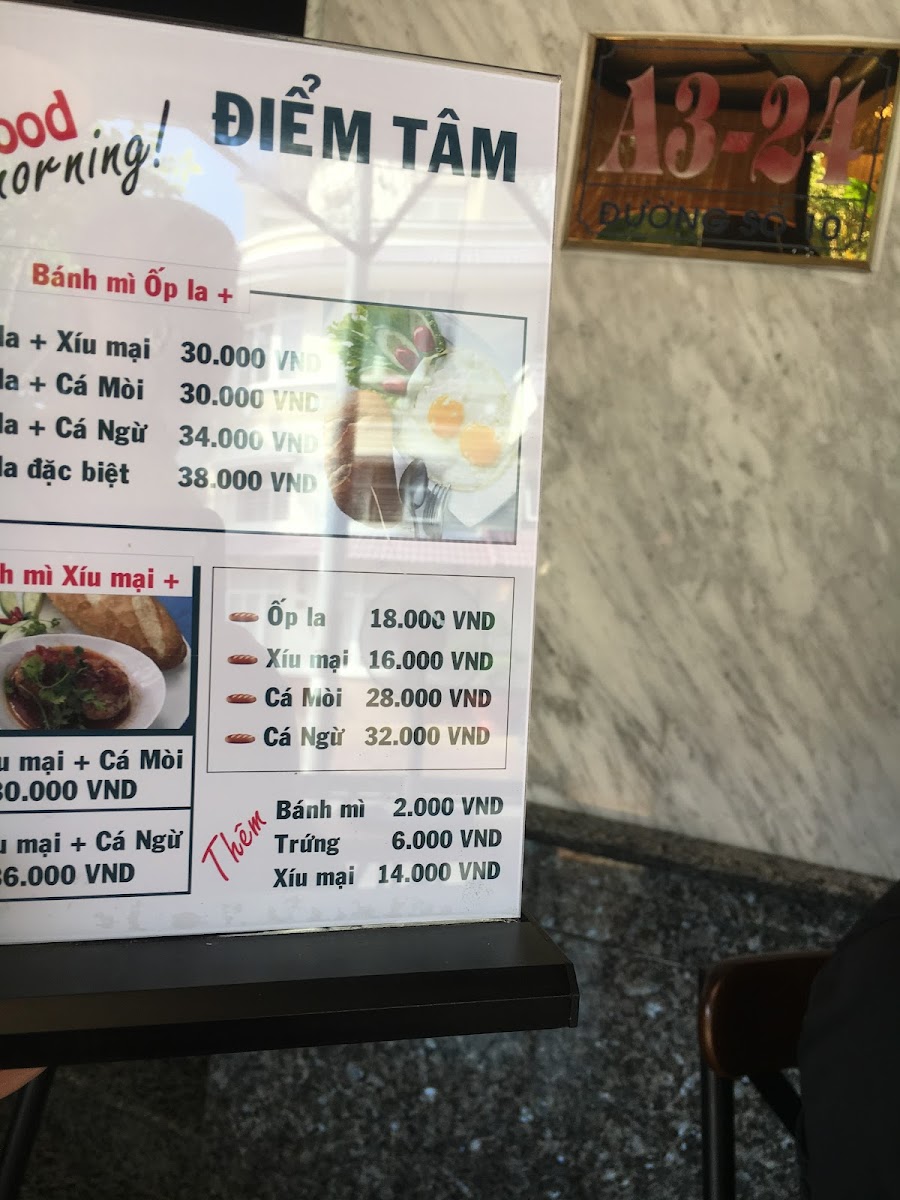 ood
orning!
ĐIỂM TÂM
A3-24
ĐƯỜNG SỐ 10
Bánh mì Ốp la +
la + Xíu mại 30.000 VND
la + Cá Mòi 30.000 VND
la + Cá Ngừ 34.000 VND
la đặc biệt 38.000 VND
h mì Xíu mại +
u mại + Cá Mòi
30.000 VND
u mại + Cá Ngừ
36.000 VND
Ốp la 18.000 VND
Xíu mại 16.000 VND
Cá Mòi 28.000 VND
Cá Ngừ 32.000 VND
Thêm
Bánh mì 2.000 VND
Trứng 6.000 VND
Xíu mại 14.000 VND